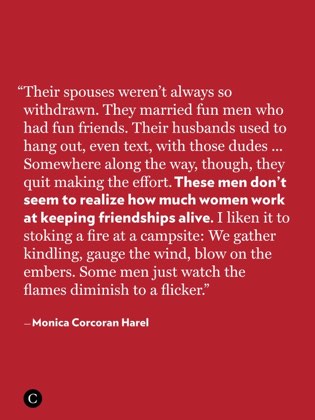 “Their spouses weren’t always so
withdrawn. They married fun men who
had fun friends. Their husbands used to
hang out, even text, with those dudes ...
Somewhere along the way, though, they
quit making the effort. These men don’t
seem to realize how much women work
at keeping friendships alive. I liken it to
stoking a fire at a campsite: We gather
kindling, gauge the wind, blow on the
embers. Some men just watch the
flames diminish to a flicker.”
—Monica Corcoran Harel
C